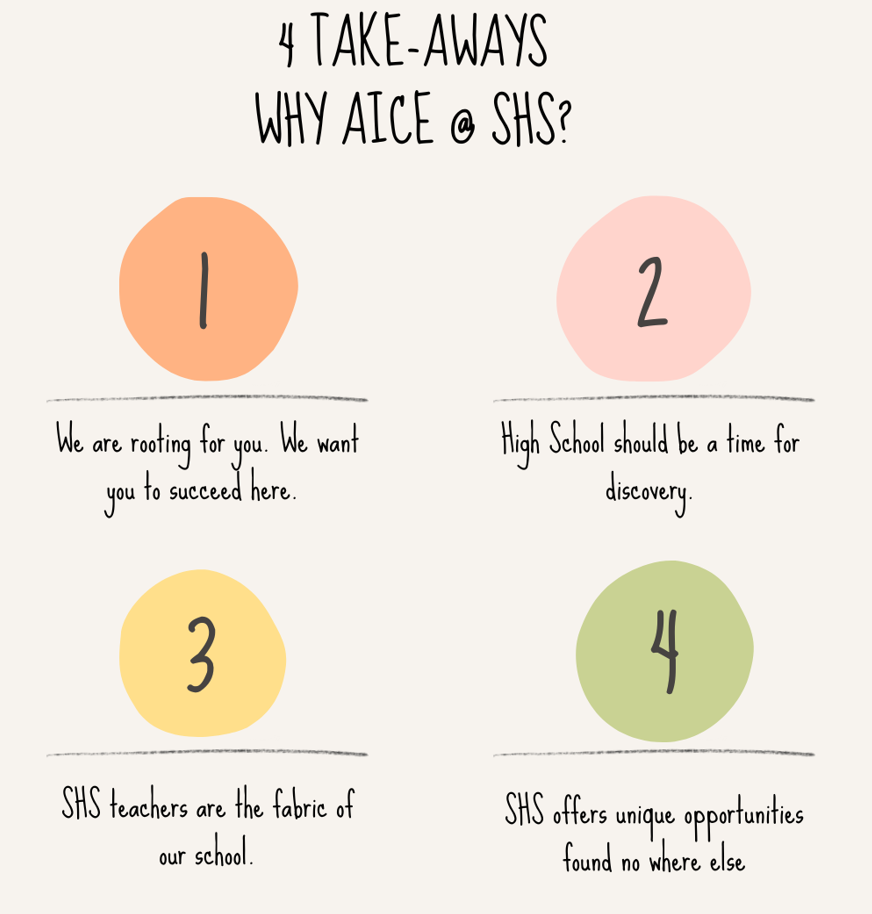 4 TAKE-AWAYS
WHY AICE @ SHS?
1
We are rooting for you. We want
you to succeed here.
2
High School should be a time for
discovery.
3
SHS teachers are the fabric of
our school.
4
SHS offers unique opportunities
found no where else